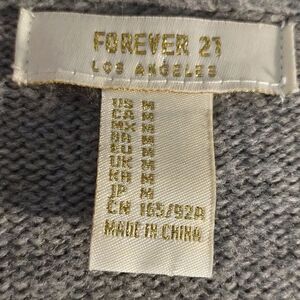 FOREVER 21
LOS ANGELES
US M
CA M
MX M
BR M
EU M
UK M
KR M
JP M
CN 165/92A
MADE IN CHINA